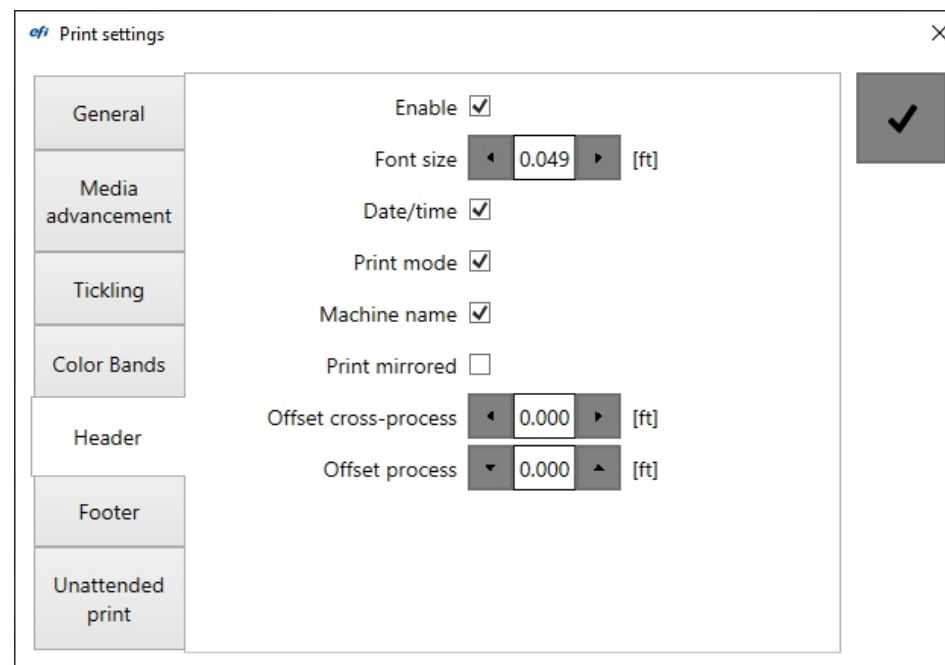 efi Print settings
General
Media
advancement
Tickling
Color Bands
Header
Footer
Unattended
print
Enable
Font size 0.049 [ft]
Date/time
Print mode
Machine name
Print mirrored
Offset cross-process 0.000 [ft]
Offset process 0.000 [ft]